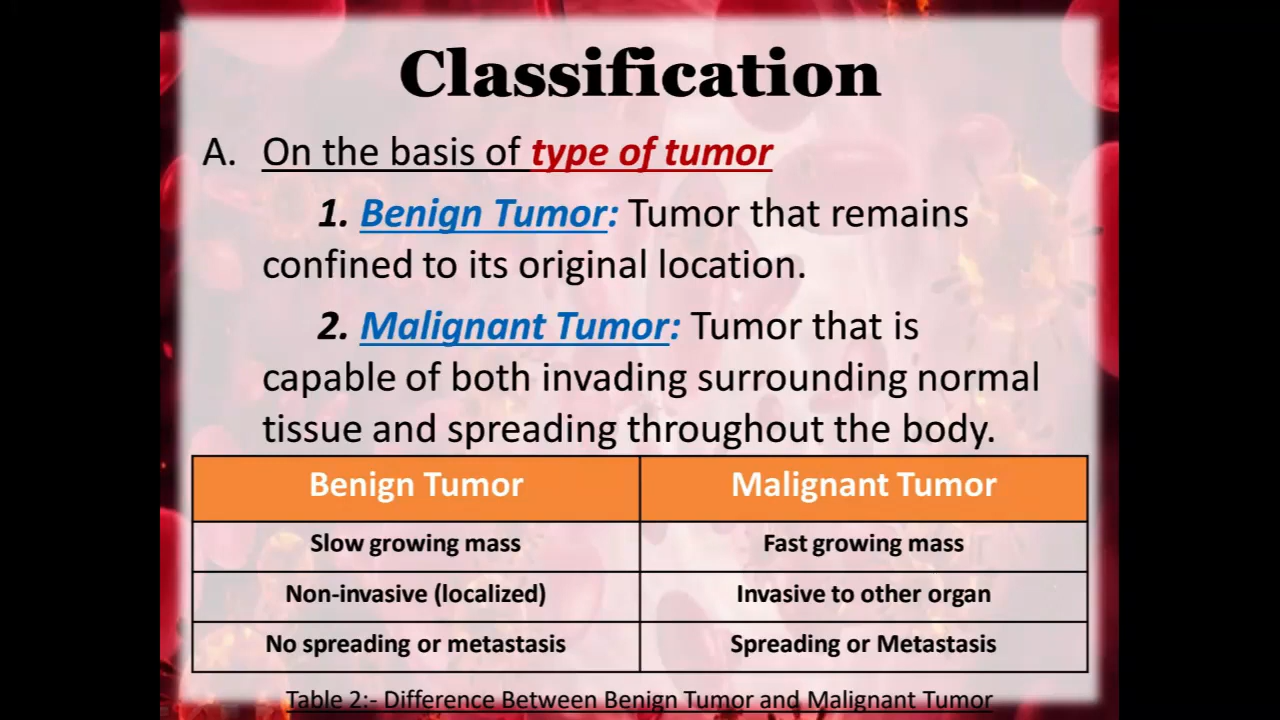 Classification
A. On the basis of type of tumor
1. Benign Tumor: Tumor that remains
confined to its original location.
2. Malignant Tumor: Tumor that is
capable of both invading surrounding normal
tissue and spreading throughout the body.
Benign Tumor Malignant Tumor
Slow growing mass Fast growing mass
Non-invasive (localized) Invasive to other organ
No spreading or metastasis Spreading or Metastasis
Table 2:- Difference Between Benign Tumor and Malignant Tumor